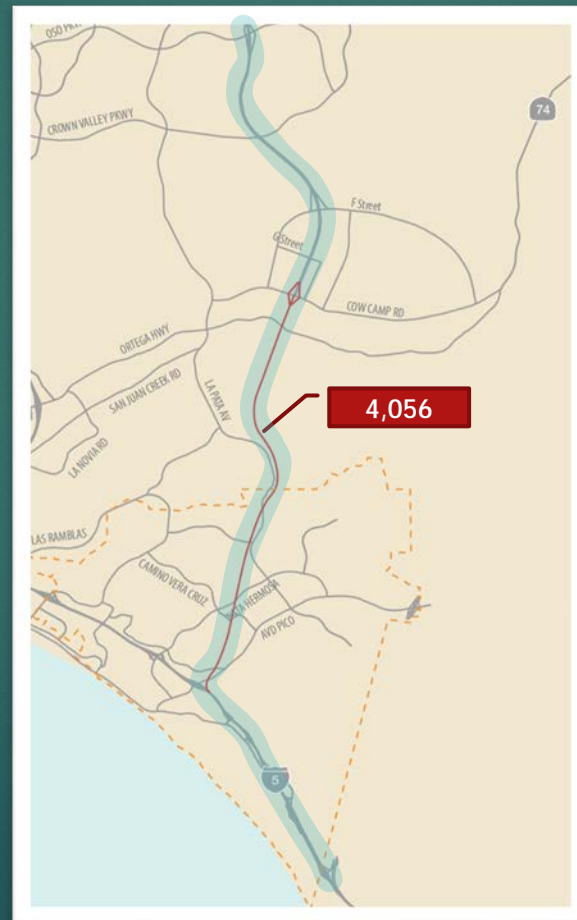 OSO PKWY
CROWN VALLEY PKWY
74
F Street
G Street
COW CAMP RD
ORTEGA HWY
SAN JUAN CREEK RD
LA PATA AV
4,056
LA NOVIA RD
LAS RAMBLAS
CAMINO VERA CRUZ
HERMOSA
AVD PICO
5